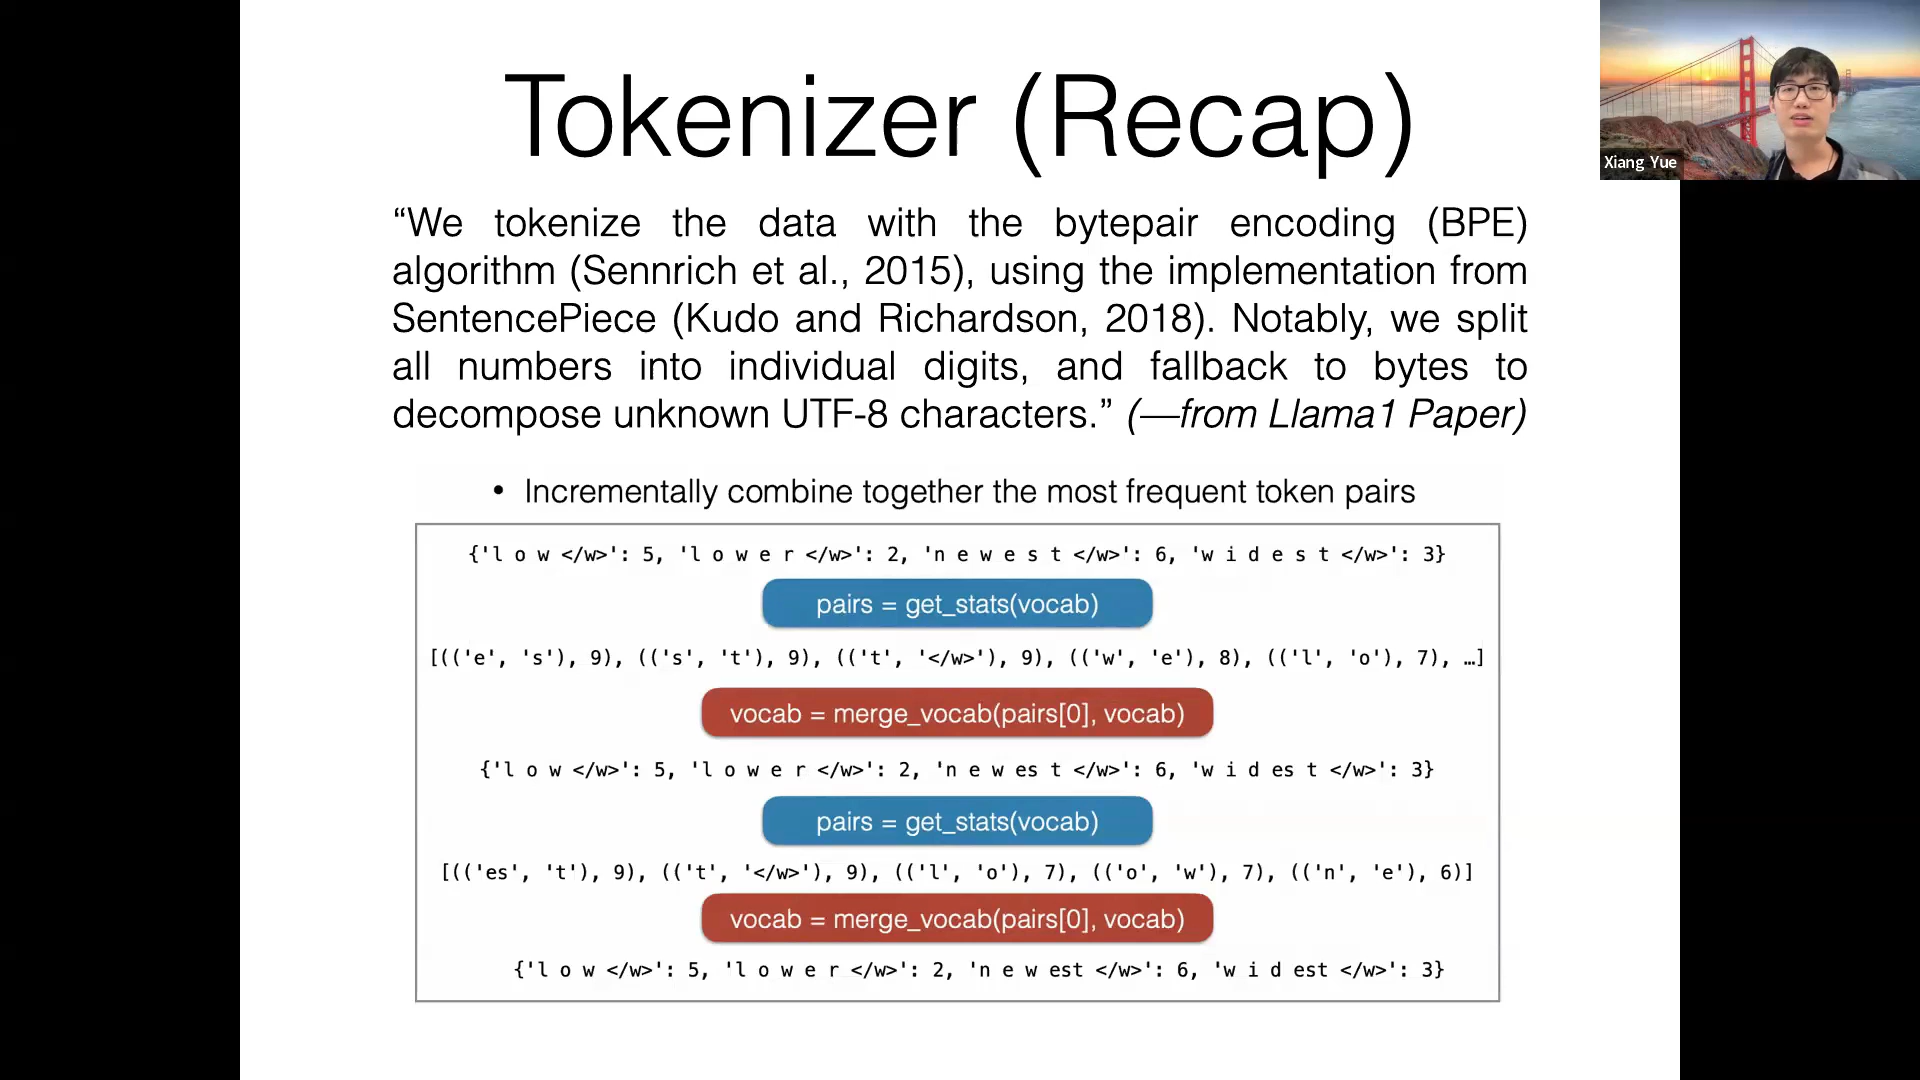 Tokenizer (Recap)
Xiang Yue
“We tokenize the data with the bytepair encoding (BPE)
algorithm (Sennrich et al., 2015), using the implementation from
SentencePiece (Kudo and Richardson, 2018). Notably, we split
all numbers into individual digits, and fallback to bytes to
decompose unknown UTF-8 characters.” (—from Llama1 Paper)
• Incrementally combine together the most frequent token pairs
{'l o w </w>': 5, 'l o w e r </w>': 2, 'n e w e s t </w>': 6, 'w i d e s t </w>': 3}
pairs = get_stats(vocab)
[(('e', 's'), 9), (('s', 't'), 9), (('t', '</w>'), 9), (('w', 'e'), 8), (('l', 'o'), 7), …]
vocab = merge_vocab(pairs[0], vocab)
{'l o w </w>': 5, 'l o w e r </w>': 2, 'n e w es t </w>': 6, 'w i d es t </w>': 3}
pairs = get_stats(vocab)
[(('es', 't'), 9), (('t', '</w>'), 9), (('l', 'o'), 7), (('o', 'w'), 7), (('n', 'e'), 6)]
vocab = merge_vocab(pairs[0], vocab)
{'l o w </w>': 5, 'l o w e r </w>': 2, 'n e w est </w>': 6, 'w i d est </w>': 3}